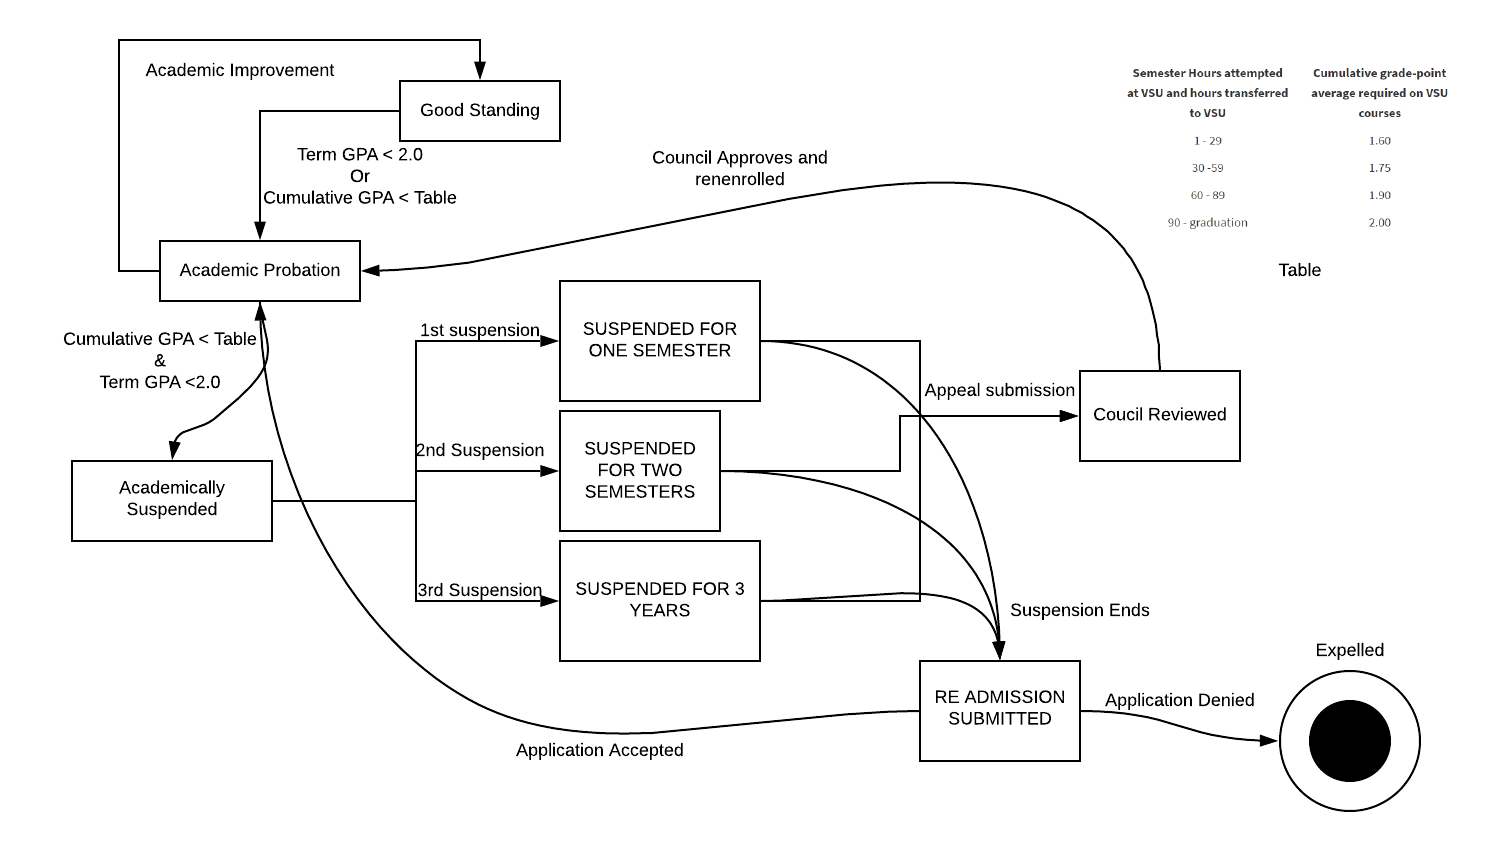 Academic Improvement
Good Standing
Term GPA < 2.0
Or
Cumulative GPA < Table
Academic Probation
Council Approves and
renenrolled
Semester Hours attempted
at VSU and hours transferred
to VSU
Cumulative grade-point
average required on VSU
courses
1 - 29
1.60
30 -59
1.75
60 - 89
1.90
90 - graduation
2.00
Table
Cumulative GPA < Table
&
Term GPA <2.0
Academically
Suspended
1st suspension
SUSPENDED FOR
ONE SEMESTER
2nd Suspension
SUSPENDED
FOR TWO
SEMESTERS
3rd Suspension
SUSPENDED FOR 3
YEARS
Appeal submission
Coucil Reviewed
Suspension Ends
RE ADMISSION
SUBMITTED
Application Accepted
Application Denied
Expelled